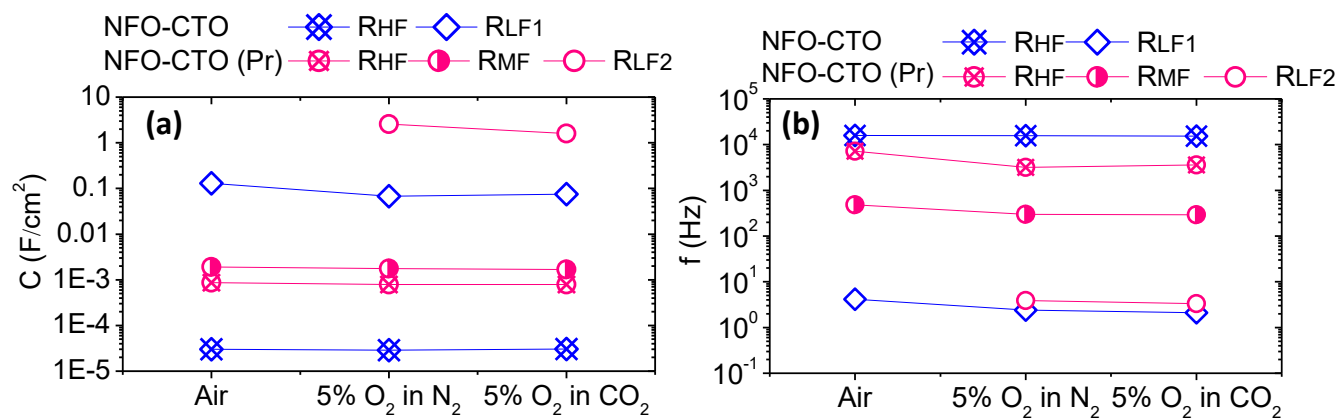 NFO-CTO RHF RLF1
NFO-CTO (Pr) RHF RMF RLF2
(a)
10
1
0.1
0.01
1E-3
1E-4
1E-5
C (F/cm²)
Air 5% O₂ in N₂ 5% O₂ in CO₂
NFO-CTO RHF RLF1
NFO-CTO (Pr) RHF RMF RLF2
(b)
10⁵
10⁴
10³
10²
10¹
10⁰
10⁻¹
f (Hz)
Air 5% O₂ in N₂ 5% O₂ in CO₂